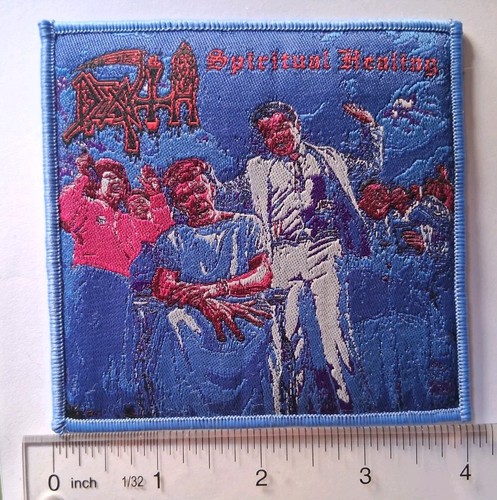 DEATH
Spiritual Healing
0 inch 1/32 1 2 3 4